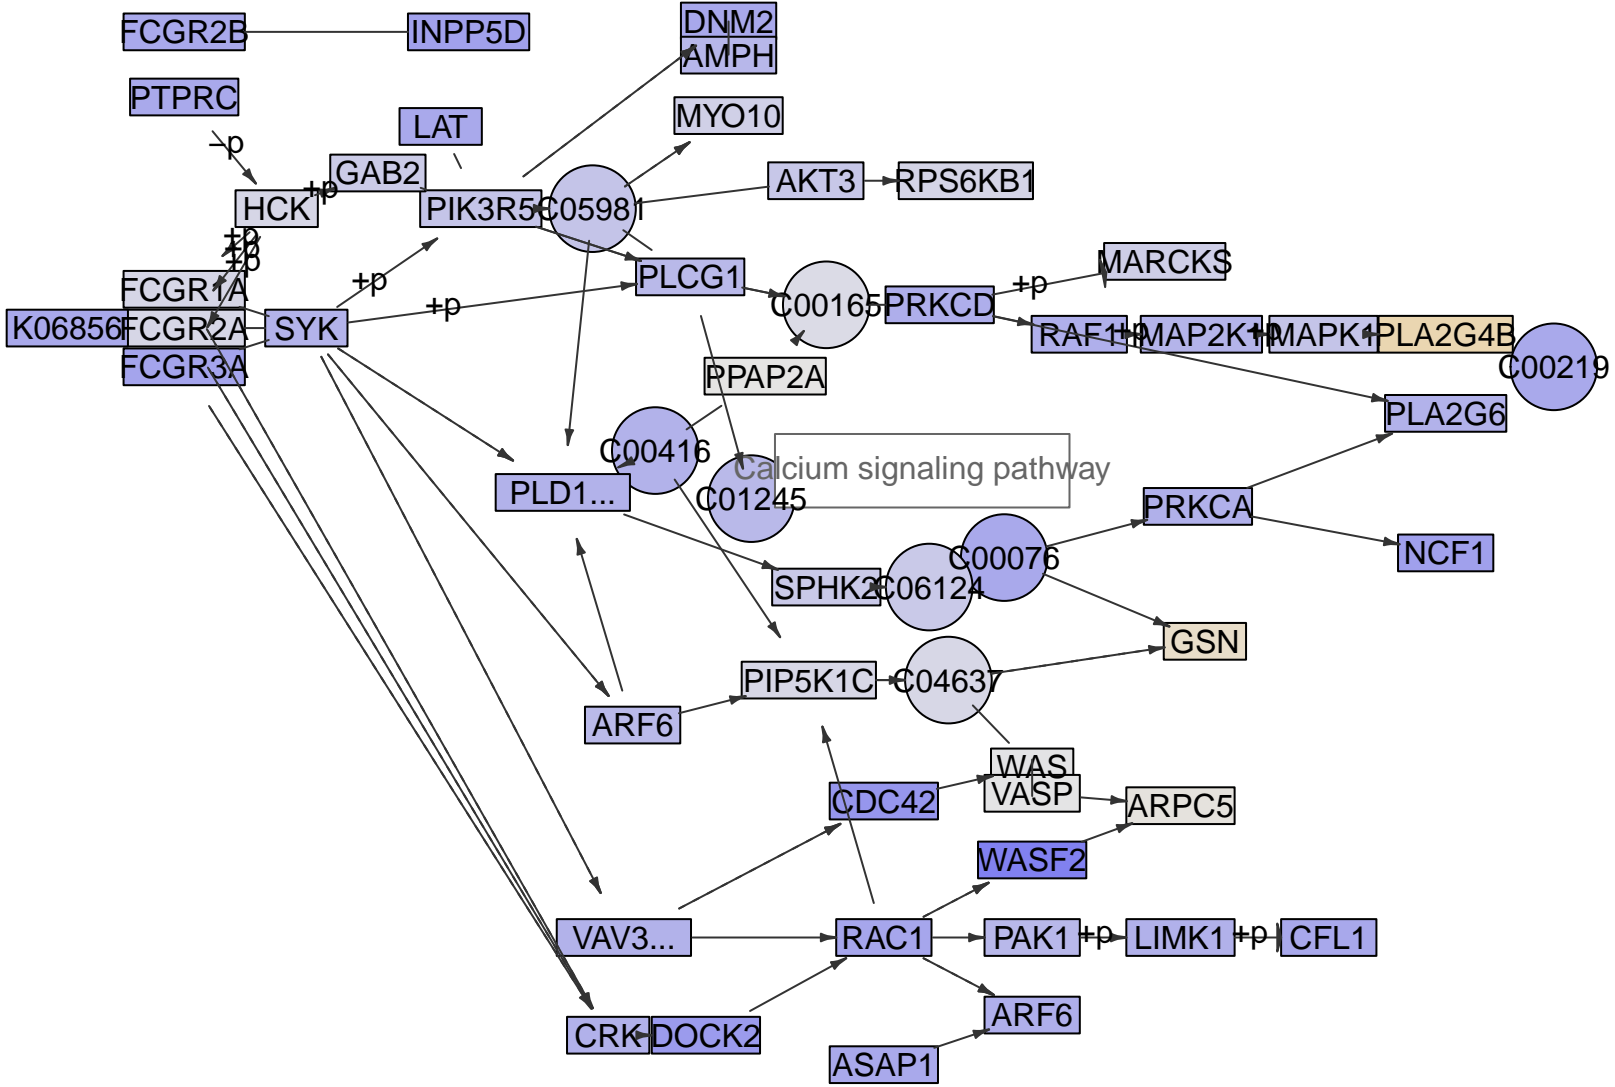 FCGR2B
INPP5D
DNM2
AMPH
PTPRC
LAT
MYO10
–p
GAB2
+p
HCK
PIK3R5
C05981
AKT3
RPS6KB1
+p
+p
+p
FCGR1A
+p
+p
PLCG1
C00165
PRKCD
+p
MARCKS
K06856
FCGR2A
SYK
RAF1
+p
MAP2K1
+p
MAPK1
PLA2G4B
FCGR3A
C00219
PPAP2A
PLA2G6
C00416
Calcium signaling pathway
PLD1...
C01245
PRKCA
NCF1
C00076
SPHK2
C06124
GSN
PIP5K1C
C04637
ARF6
WAS
VASP
CDC42
ARPC5
WASF2
VAV3...
RAC1
PAK1
+p
LIMK1
+p
CFL1
ARF6
CRK
DOCK2
ASAP1